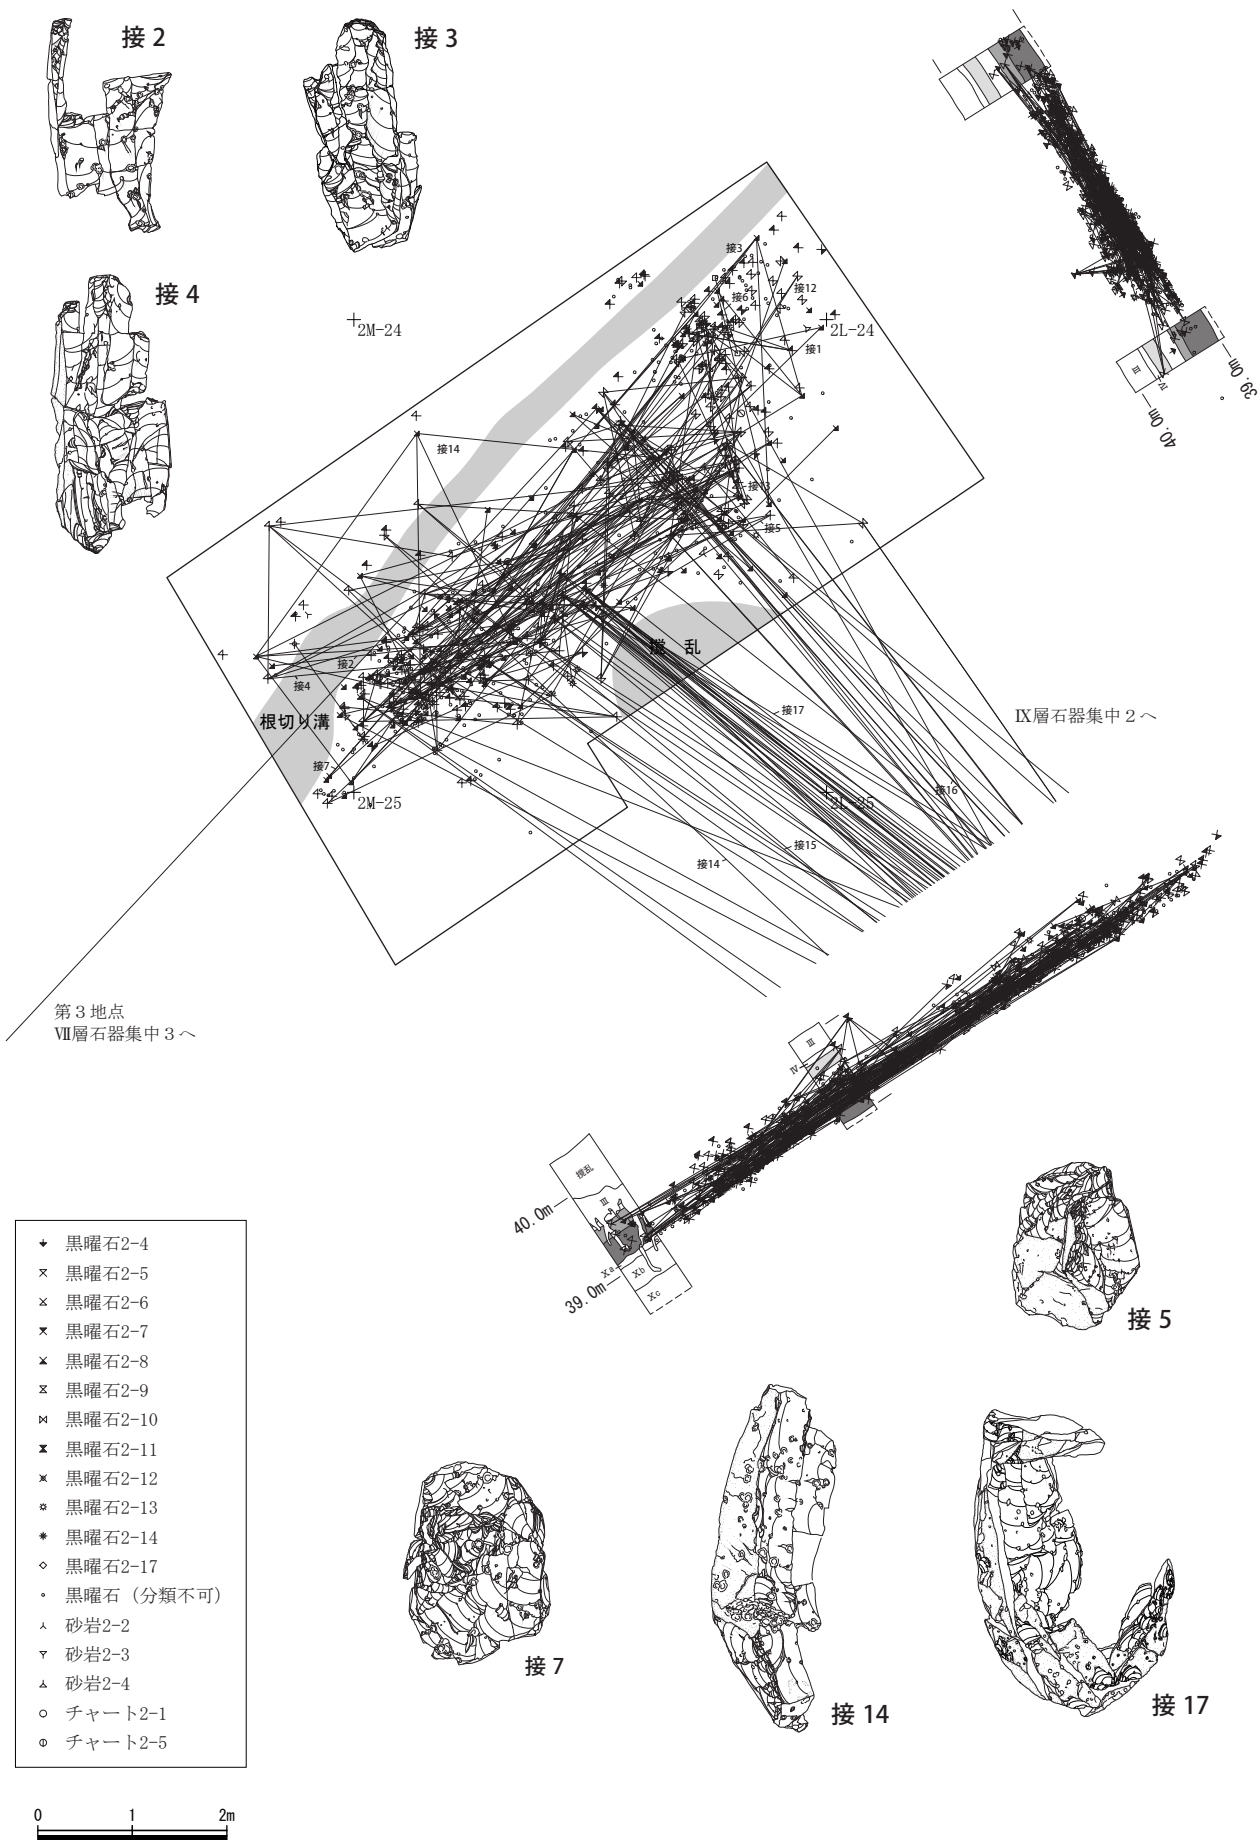 接 2
接 3
接 4
接3
接12
接6
2M-24
2L-24
接1
接14
接13
接5
Ⅲ
Ⅳ
39.0m
40.0m
攪　乱
接2
接4
根切り溝
接17
Ⅸ層石器集中２へ
接7
2M-25
2L-25
接16
接15
接14
第３地点
Ⅶ層石器集中３へ
Ⅲ
Ⅳ
攪乱
Ⅲ
40.0m
Ⅹa
Ⅹb
39.0m
Ⅹc
接 5
黒曜石2-4
黒曜石2-5
黒曜石2-6
黒曜石2-7
黒曜石2-8
黒曜石2-9
黒曜石2-10
黒曜石2-11
黒曜石2-12
黒曜石2-13
黒曜石2-14
黒曜石2-17
黒曜石（分類不可）
砂岩2-2
砂岩2-3
砂岩2-4
チャート2-1
チャート2-5
接 7
接 14
接 17
0 1 2m